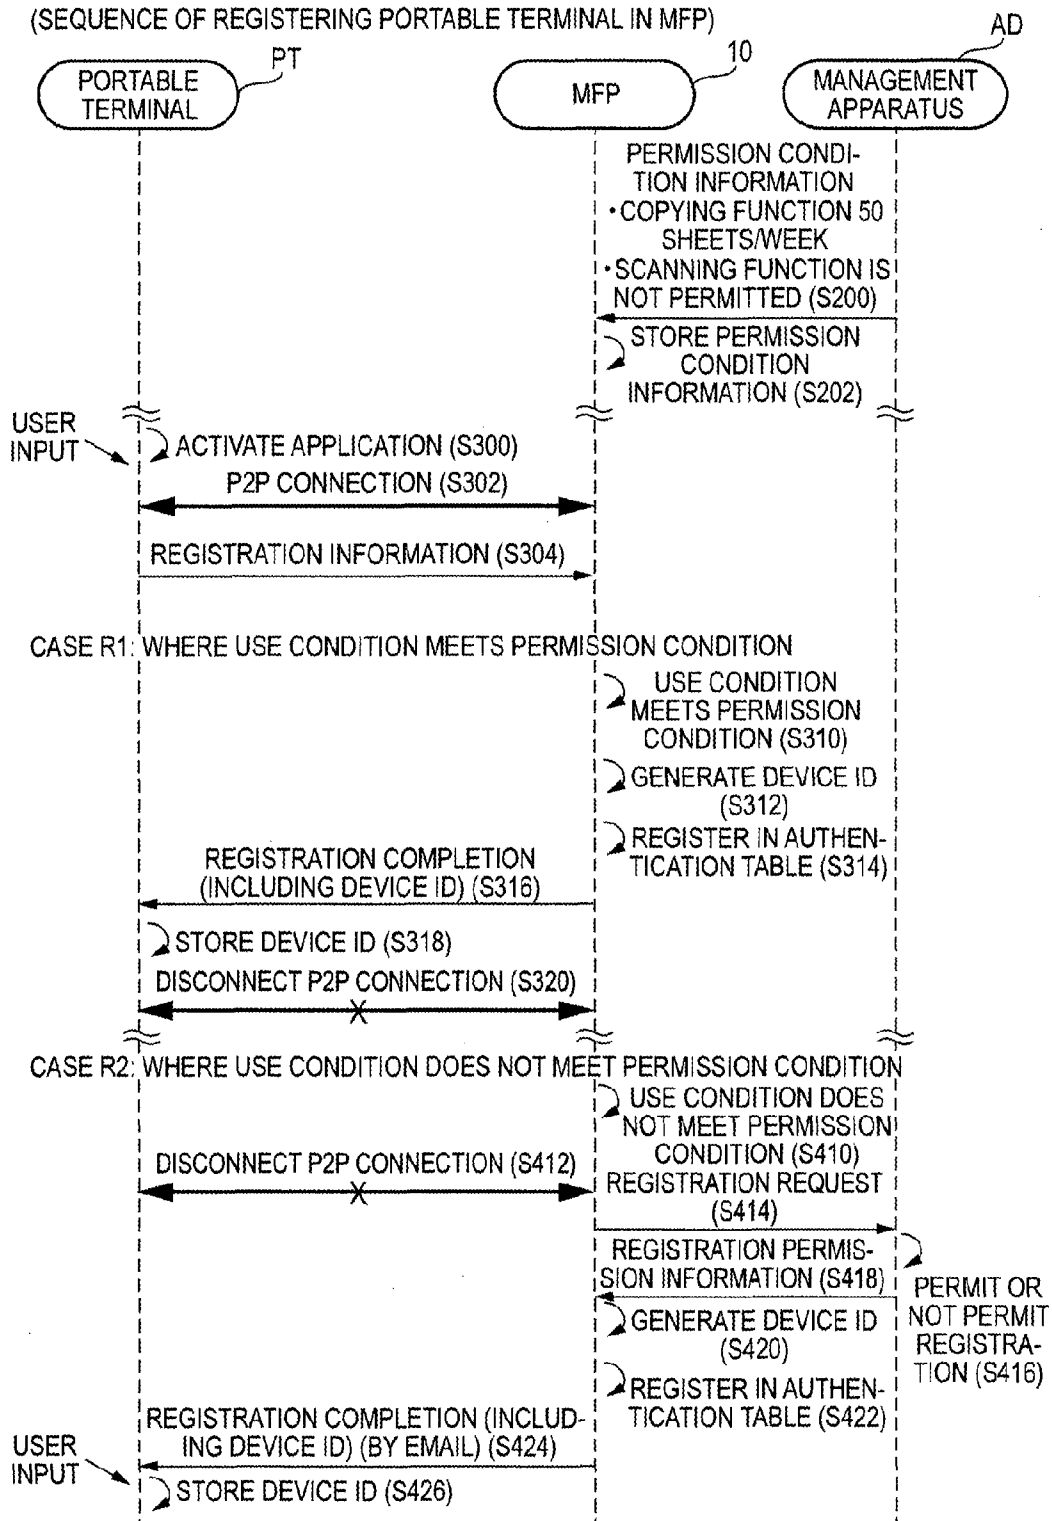 (SEQUENCE OF REGISTERING PORTABLE TERMINAL IN MFP)
PT
10
AD
PORTABLE
TERMINAL
MFP
MANAGEMENT
APPARATUS
PERMISSION CONDI-
TION INFORMATION
・COPYING FUNCTION 50
SHEETS/WEEK
・SCANNING FUNCTION IS
NOT PERMITTED (S200)
STORE PERMISSION
CONDITION
INFORMATION (S202)
USER
INPUT
ACTIVATE APPLICATION (S300)
P2P CONNECTION (S302)
REGISTRATION INFORMATION (S304)
CASE R1: WHERE USE CONDITION MEETS PERMISSION CONDITION
USE CONDITION
MEETS PERMISSION
CONDITION (S310)
GENERATE DEVICE ID
(S312)
REGISTER IN AUTHEN-
TICATION TABLE (S314)
REGISTRATION COMPLETION
(INCLUDING DEVICE ID) (S316)
STORE DEVICE ID (S318)
DISCONNECT P2P CONNECTION (S320)
CASE R2: WHERE USE CONDITION DOES NOT MEET PERMISSION CONDITION
USE CONDITION DOES
NOT MEET PERMISSION
CONDITION (S410)
DISCONNECT P2P CONNECTION (S412)
REGISTRATION REQUEST
(S414)
REGISTRATION PERMIS-
SION INFORMATION (S418)
PERMIT OR
NOT PERMIT
REGISTRA-
TION (S416)
GENERATE DEVICE ID
(S420)
REGISTER IN AUTHEN-
TICATION TABLE (S422)
REGISTRATION COMPLETION (INCLUD-
ING DEVICE ID) (BY EMAIL) (S424)
USER
INPUT
STORE DEVICE ID (S426)